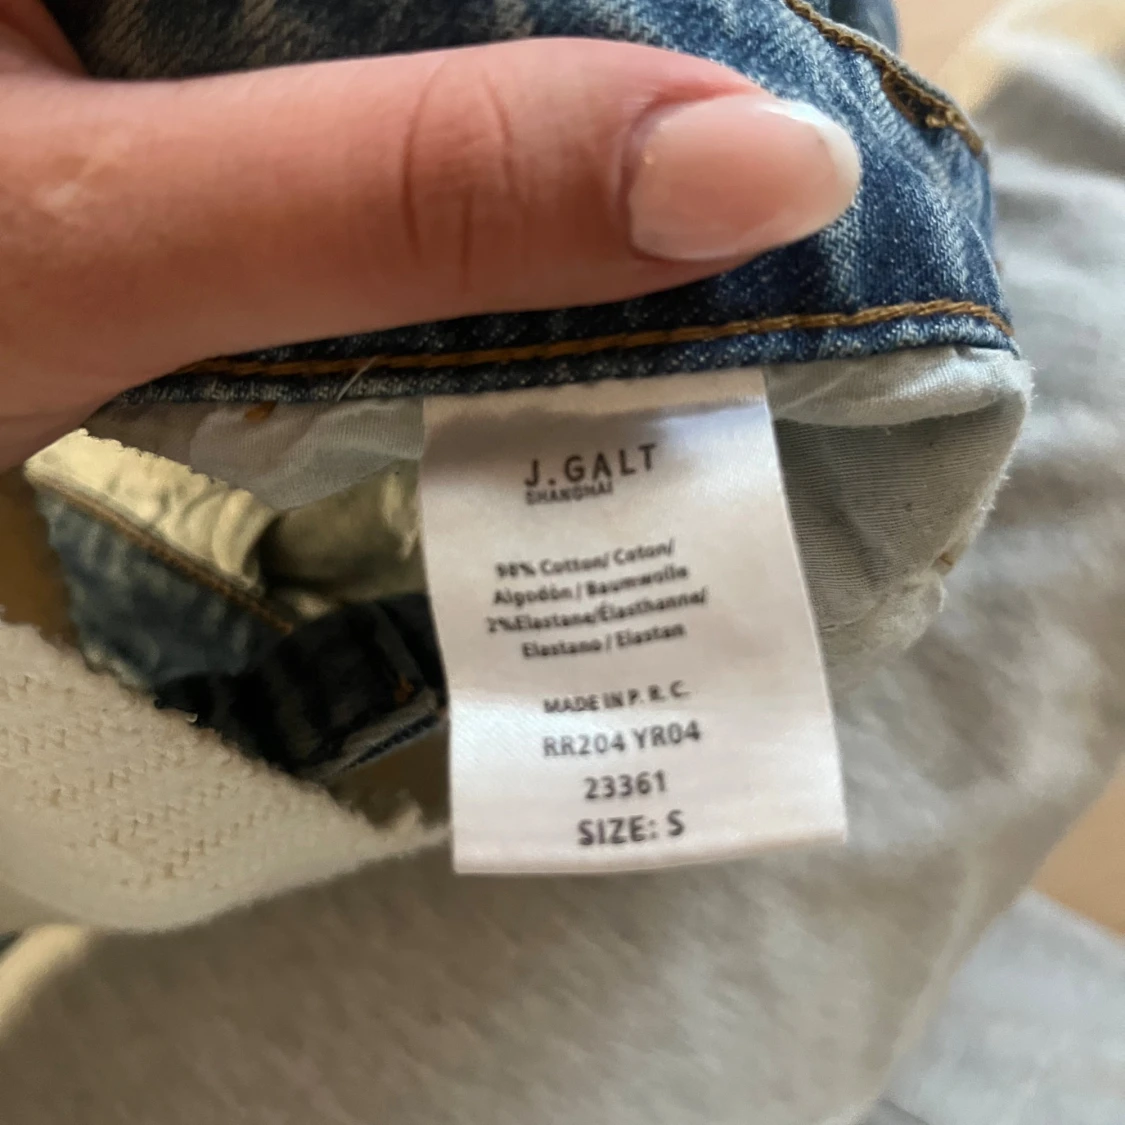 J.GALT
SHANGHAI
98% Cotton/ Coton/
Algodón / Baumwolle
2%Elastane/Élasthanne/
Elastano / Elastan
MADE IN P. R. C.
RR204 YR04
23361
SIZE: S